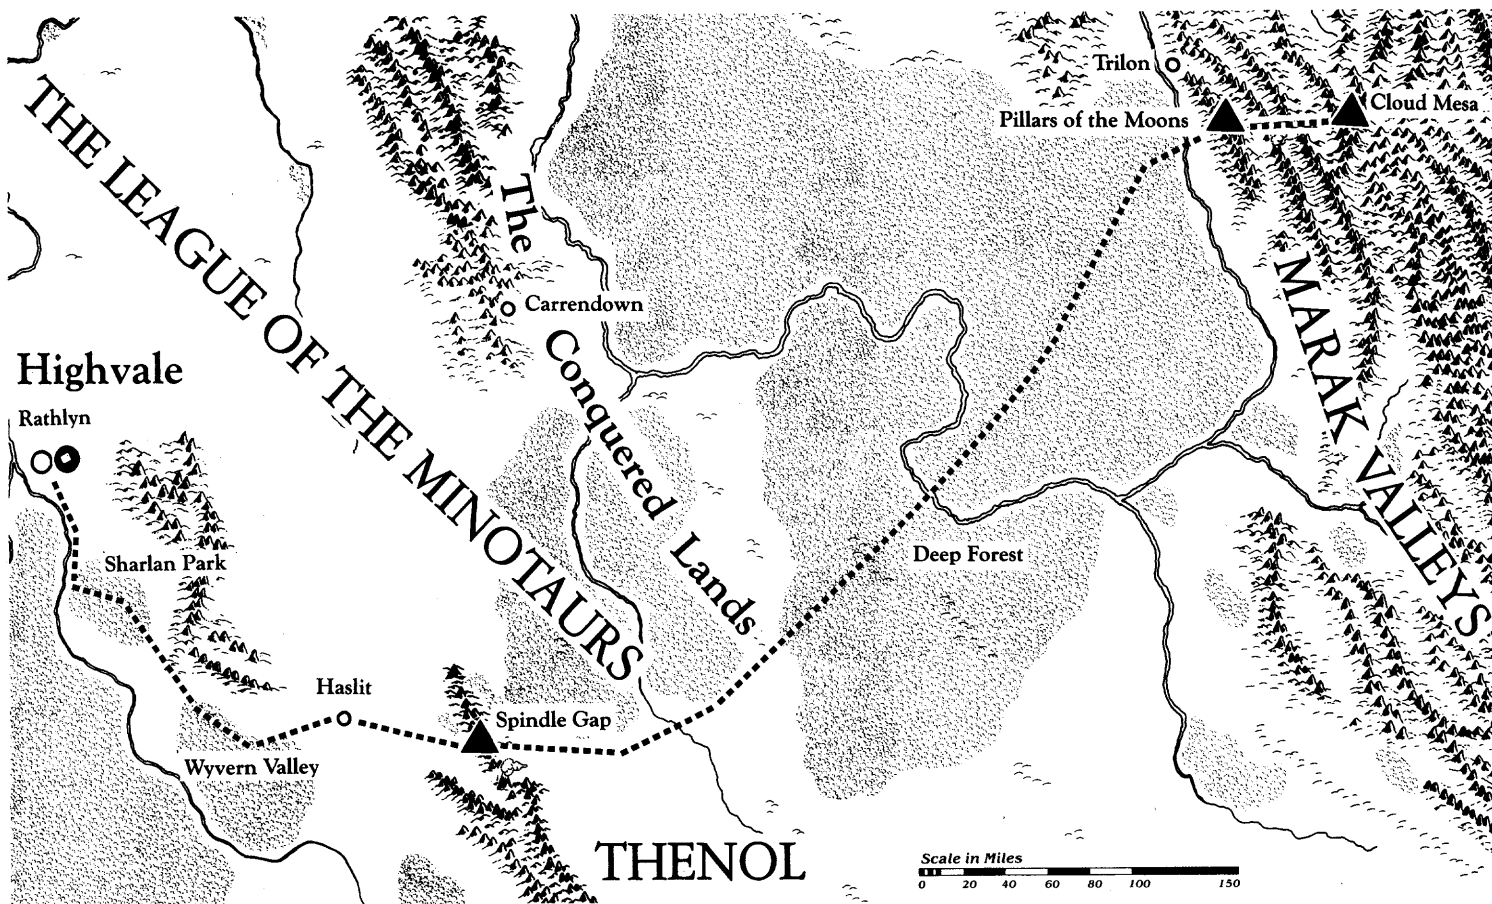 Trilon
Cloud Mesa
Pillars of the Moons
THE LEAGUE OF THE MINOTAURS
The
Conquered
Lands
Carrendown
MARAK VALLEYS
Highvale
Rathlyn
Sharlan Park
Deep Forest
Haslit
Spindle Gap
Wyvern Valley
THENOL
Scale in Miles
0 20 40 60 80 100 150